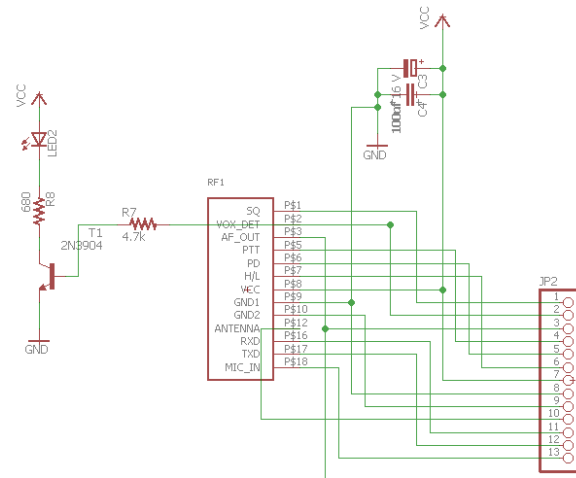 VCC
C3
16 V
C4
100nf
GND
VCC
LED2
R8
680
T1
2N3904
GND
R7
4.7k
RF1
SQ P$1
VOX_DET P$2
AF_OUT P$3
PTT P$5
PD P$6
H/L P$7
VCC P$8
GND1 P$9
GND2 P$10
ANTENNA P$12
RXD P$16
TXD P$17
MIC_IN P$18
JP2
1
2
3
4
5
6
7
8
9
10
11
12
13